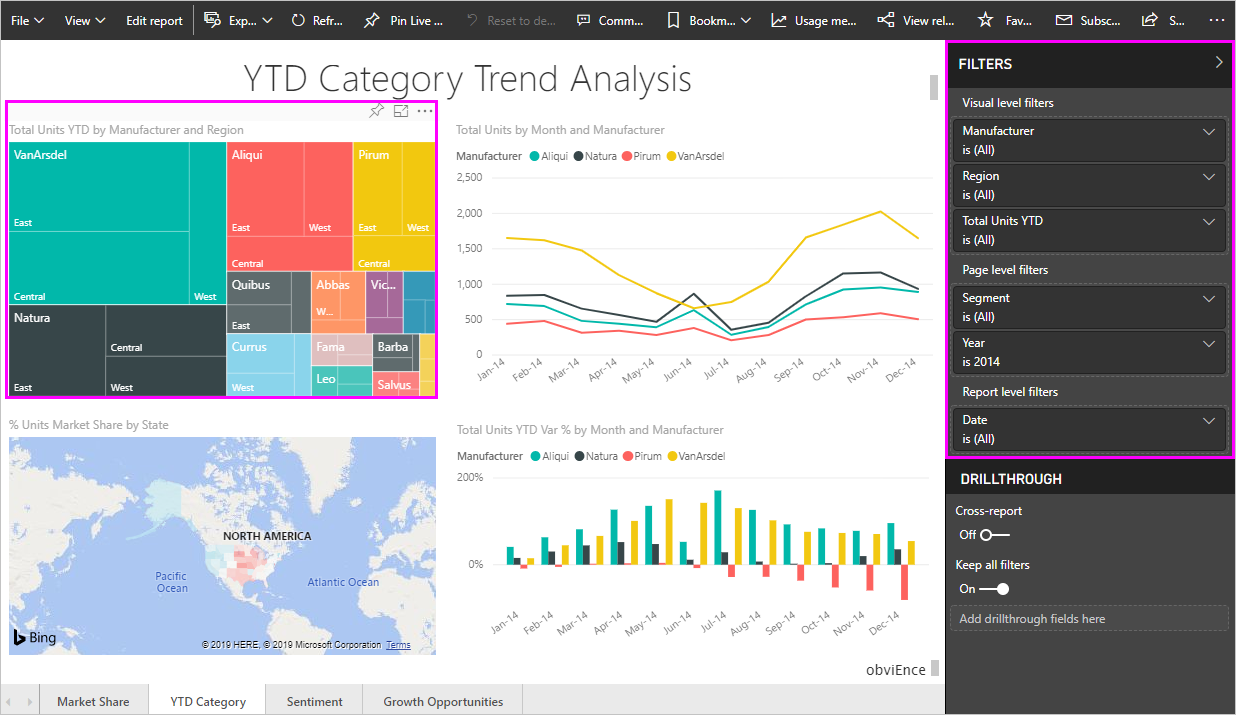 File View Edit report Exp... Refr... Pin Live ... Reset to de... Comm... Bookm... Usage me... View rel... Fav... Subsc... S... ...
YTD Category Trend Analysis
Total Units YTD by Manufacturer and Region
VanArsdel
East
Central
West
Natura
East
Central
West
Aliqui
East
West
Central
Pirum
East
West
Central
Quibus
East
Abbas
W...
Vic...
Currus
West
Fama
Leo
Barba
Salvus
Total Units by Month and Manufacturer
Manufacturer Aliqui Natura Pirum VanArsdel
2,500
2,000
1,500
1,000
500
0
Jan-14 Feb-14 Mar-14 Apr-14 May-14 Jun-14 Jul-14 Aug-14 Sep-14 Oct-14 Nov-14 Dec-14
% Units Market Share by State
NORTH AMERICA
Pacific
Ocean
Atlantic Ocean
Bing
© 2019 HERE, © 2019 Microsoft Corporation Terms
Total Units YTD Var % by Month and Manufacturer
Manufacturer Aliqui Natura Pirum VanArsdel
200%
0%
Jan-14 Feb-14 Mar-14 Apr-14 May-14 Jun-14 Jul-14 Aug-14 Sep-14 Oct-14 Nov-14 Dec-14
obviEnce
Market Share YTD Category Sentiment Growth Opportunities
FILTERS
Visual level filters
Manufacturer
is (All)
Region
is (All)
Total Units YTD
is (All)
Page level filters
Segment
is (All)
Year
is 2014
Report level filters
Date
is (All)
DRILLTHROUGH
Cross-report
Off
Keep all filters
On
Add drillthrough fields here